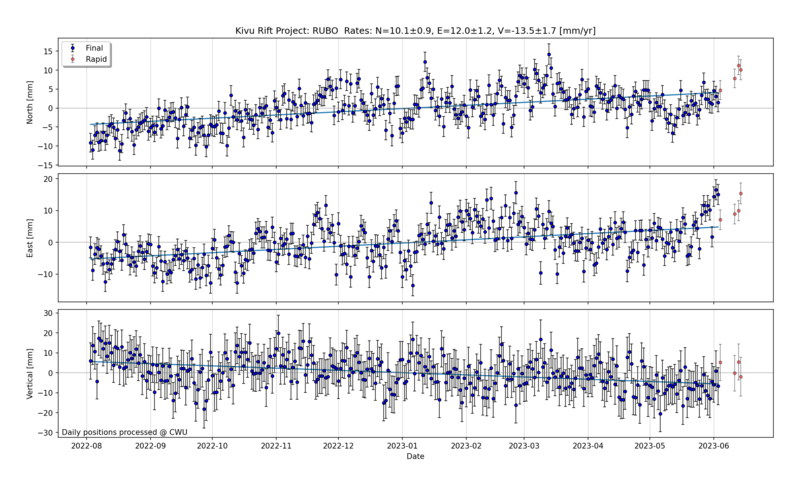 Kivu Rift Project: RUBO Rates: N=10.1±0.9, E=12.0±1.2, V=-13.5±1.7 [mm/yr]
Final
Rapid
North [mm]
15
10
5
0
−5
−10
−15
East [mm]
20
10
0
−10
Vertical [mm]
30
20
10
0
−10
−20
−30
Daily positions processed @ CWU
2022-08 2022-09 2022-10 2022-11 2022-12 2023-01 2023-02 2023-03 2023-04 2023-05 2023-06
Date